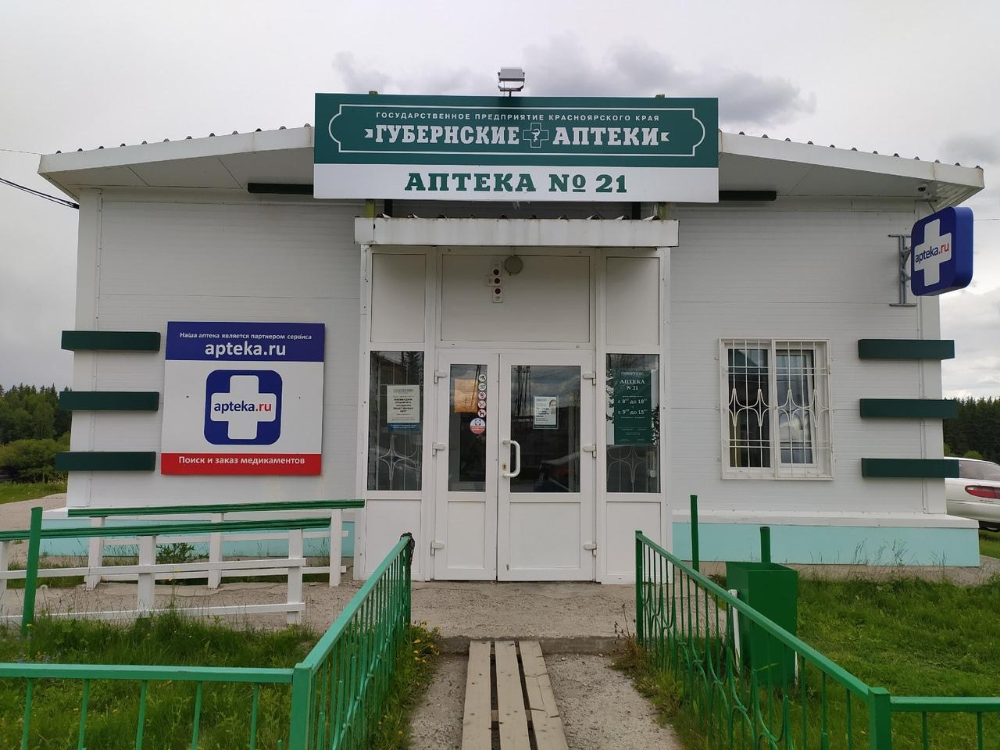 ГОСУДАРСТВЕННОЕ ПРЕДПРИЯТИЕ КРАСНОЯРСКОГО КРАЯ
ГУБЕРНСКИЕ АПТЕКИ
АПТЕКА № 21
apteka.ru
Наша аптека является партнером сервиса
apteka.ru
apteka.ru
Поиск и заказ медикаментов
АПТЕКА
N 21
с 8⁰⁰ до 18⁰⁰
с 9⁰⁰ до 15⁰⁰